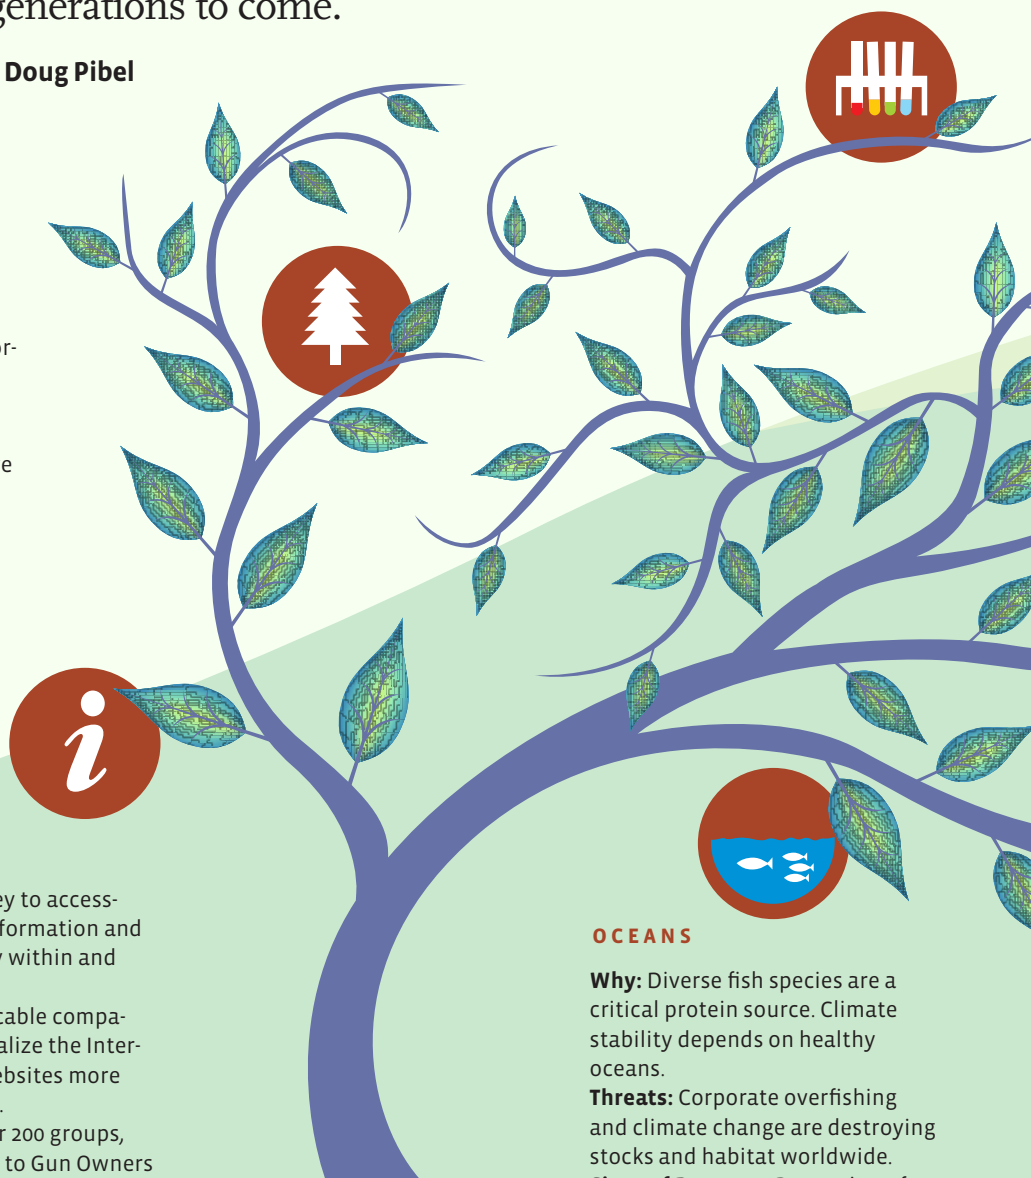 generations to come.
Doug Pibel
or-
e
ey to access-
formation and
within and
compa-
alize the Inter-
ebsites more
.
r 200 groups,
to Gun Owners
i
OCEANS
Why: Diverse fish species are a
critical protein source. Climate
stability depends on healthy
oceans.
Threats: Corporate overfishing
and climate change are destroying
stocks and habitat worldwide.